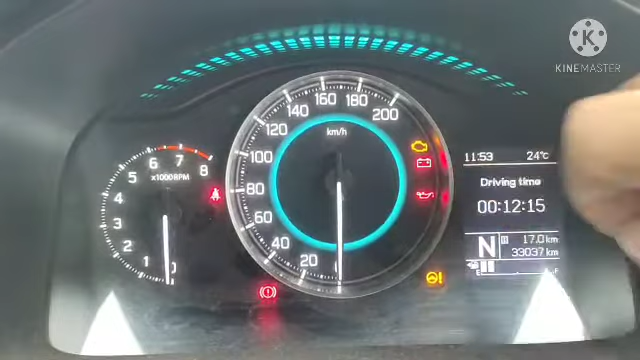 K
KINEMASTER
160
140
180
120
200
km/h
100
80
60
40
20
6
7
8
5
x1000RPM
4
3
2
1
0
11:53 24°C
Driving time
00:12:15
N
17.0 km
33037 km
E F